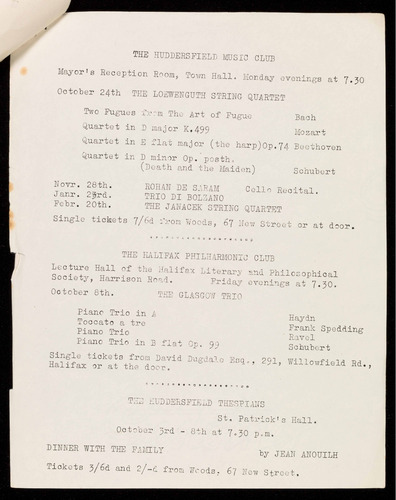 THE HUDDERSFIELD MUSIC CLUB
Mayor's Reception Room, Town Hall. Monday evenings at 7.30
October 24th THE LOEWENGUTH STRING QUARTET
Two Fugues from The Art of Fugue Bach
Quartet in D major K.499 Mozart
Quartet in E flat major (the harp)Op.74 Beethoven
Quartet in D minor Op. posth.
(Death and the Maiden) Schubert
Novr. 28th. ROHAN DE SARAM Cello Recital.
Janr. 23rd. TRIO DI BOLZANO
Febr. 20th. THE JANACEK STRING QUARTET
Single tickets 7/6d from Woods, 67 New Street or at door.
THE HALIFAX PHILHARMONIC CLUB
Lecture Hall of the Halifax Literary and Philosophical
Society, Harrison Road. Friday evenings at 7.30.
October 8th. THE GLASGOW TRIO
Piano Trio in A Haydn
Toccato a tre Frank Spedding
Piano Trio Ravel
Piano Trio in B flat Op. 99 Schubert
Single tickets from David Dugdale Esq., 291, Willowfield Rd.,
Halifax or at the door.
THE HUDDERSFIELD THESPIANS
St. Patrick's Hall.
October 3rd - 8th at 7.30 p.m.
DINNER WITH THE FAMILY by JEAN ANOUILH
Tickets 3/6d and 2/-d from Woods, 67 New Street.